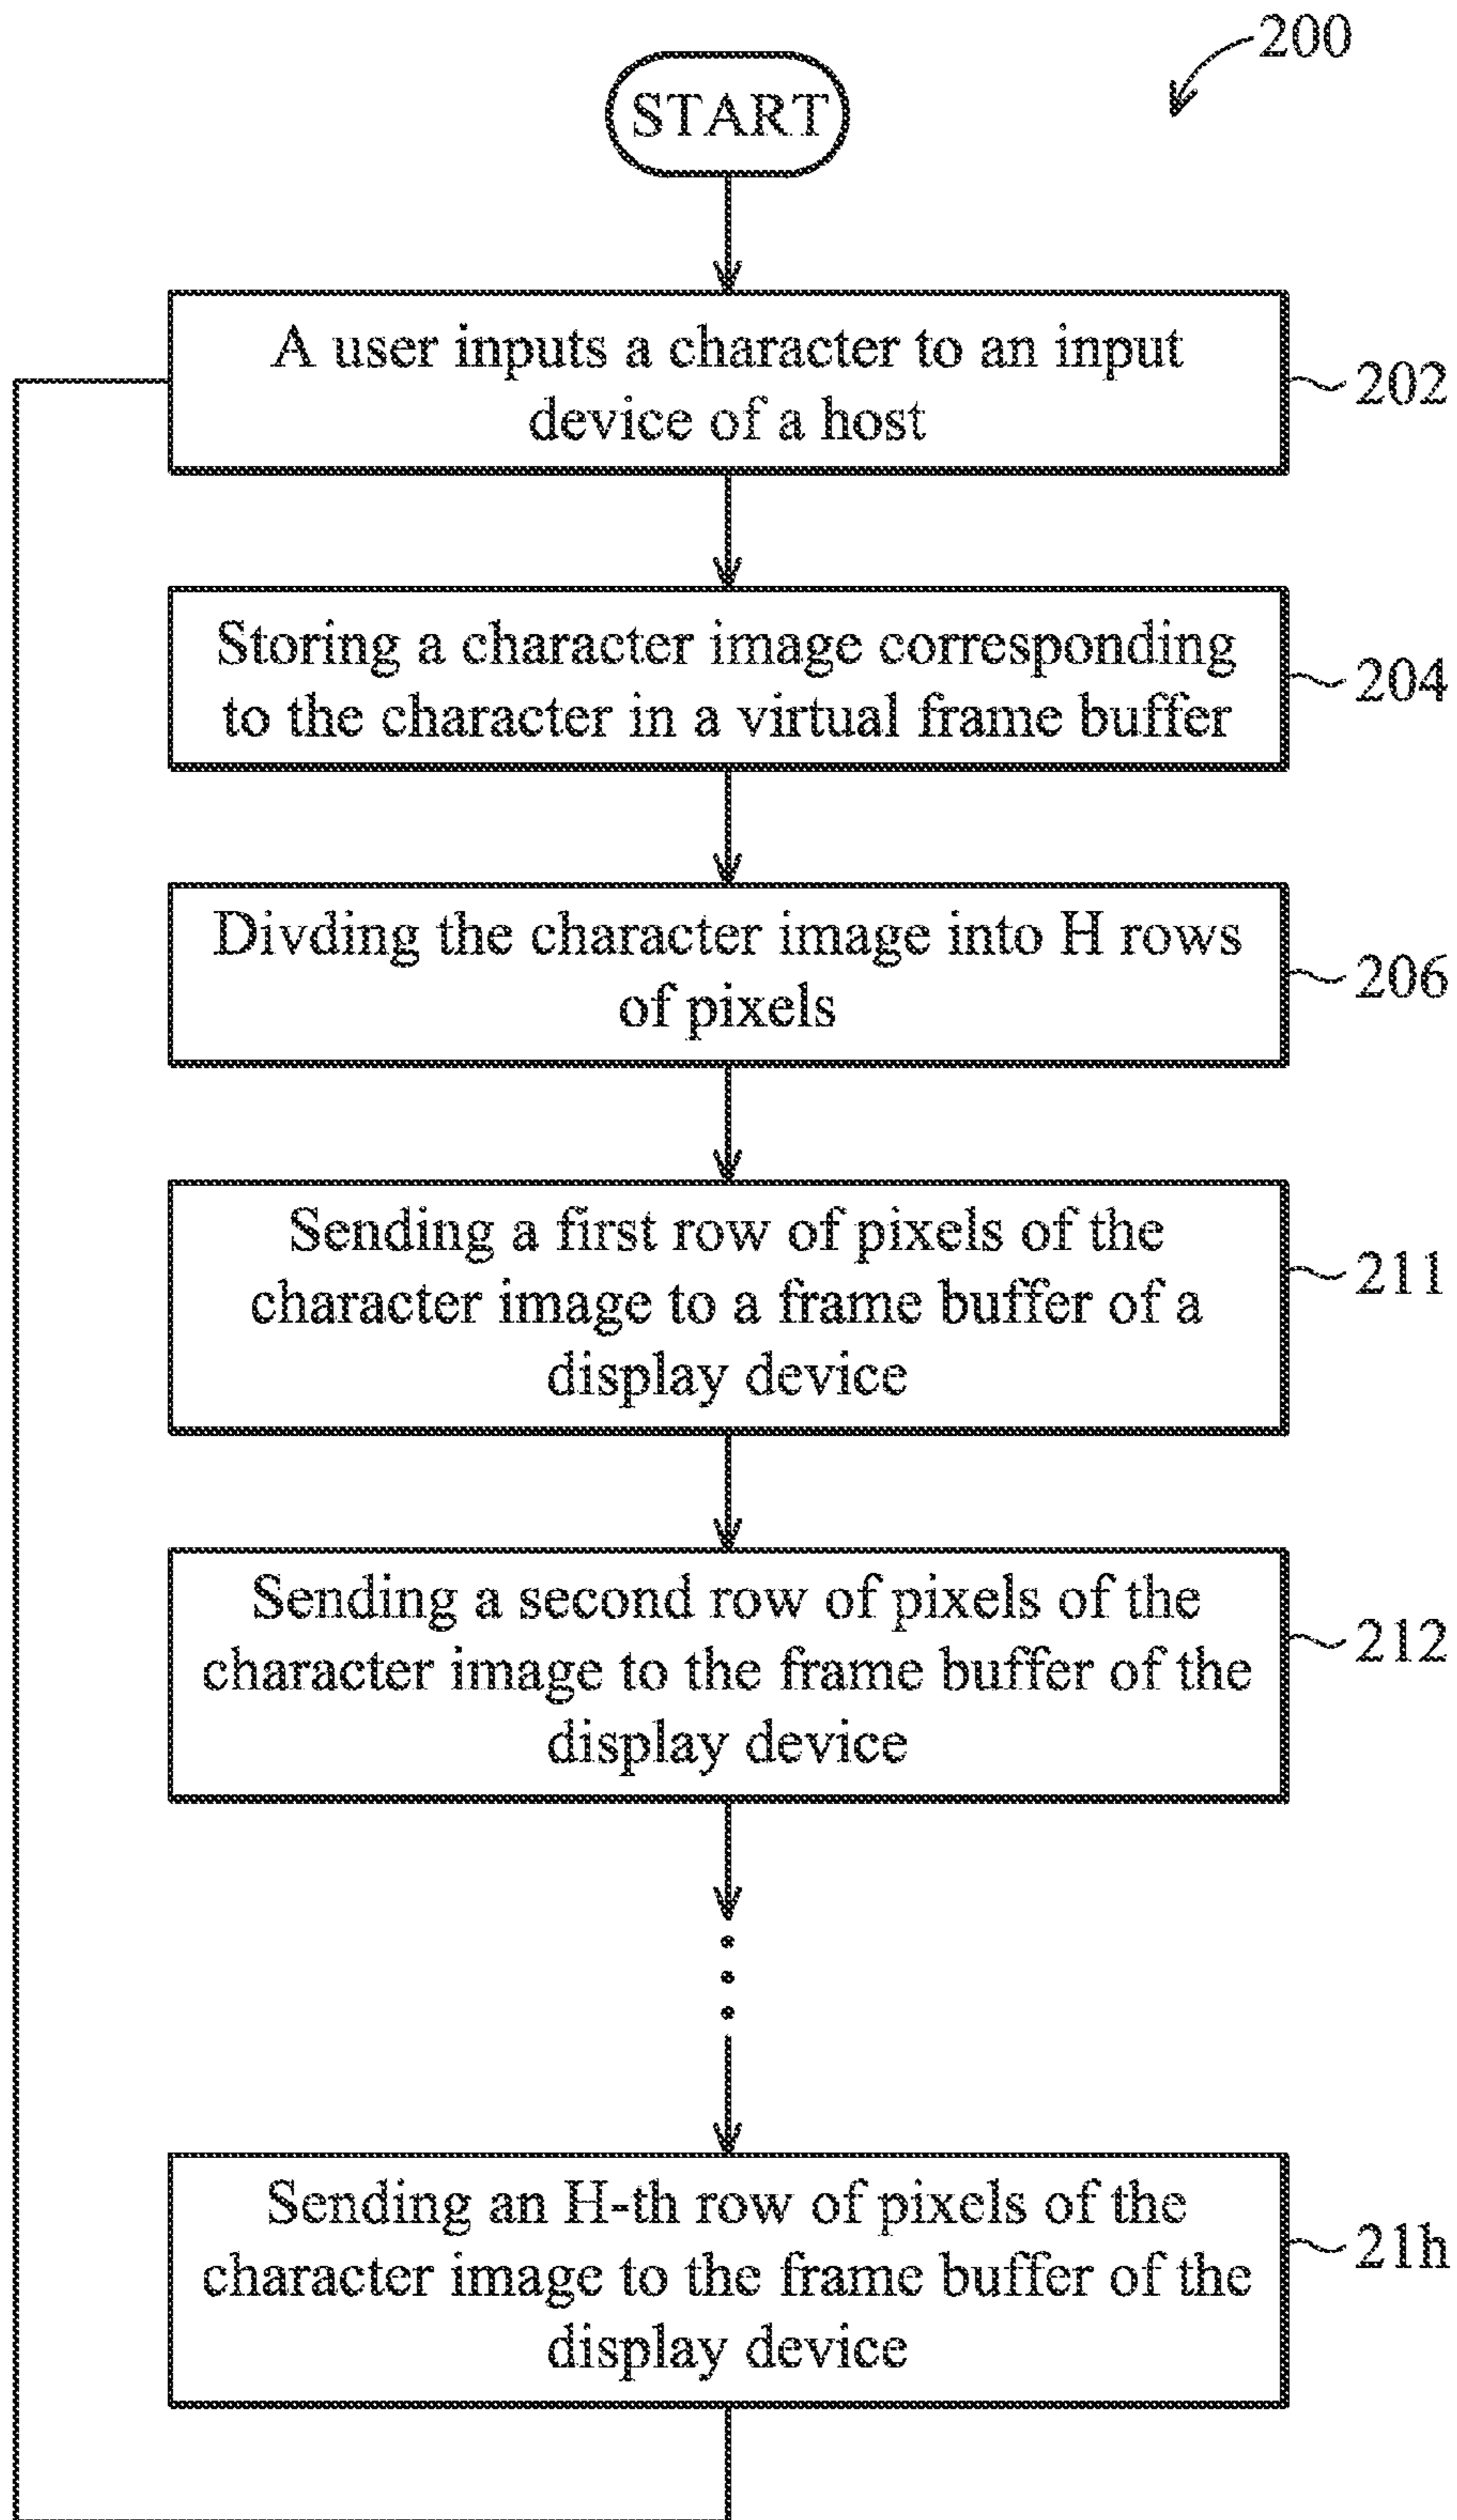 200
START
A user inputs a character to an input
device of a host
202
Storing a character image corresponding
to the character in a virtual frame buffer
204
Divding the character image into H rows
of pixels
206
Sending a first row of pixels of the
character image to a frame buffer of a
display device
211
Sending a second row of pixels of the
character image to the frame buffer of the
display device
212
Sending an H-th row of pixels of the
character image to the frame buffer of the
display device
21h